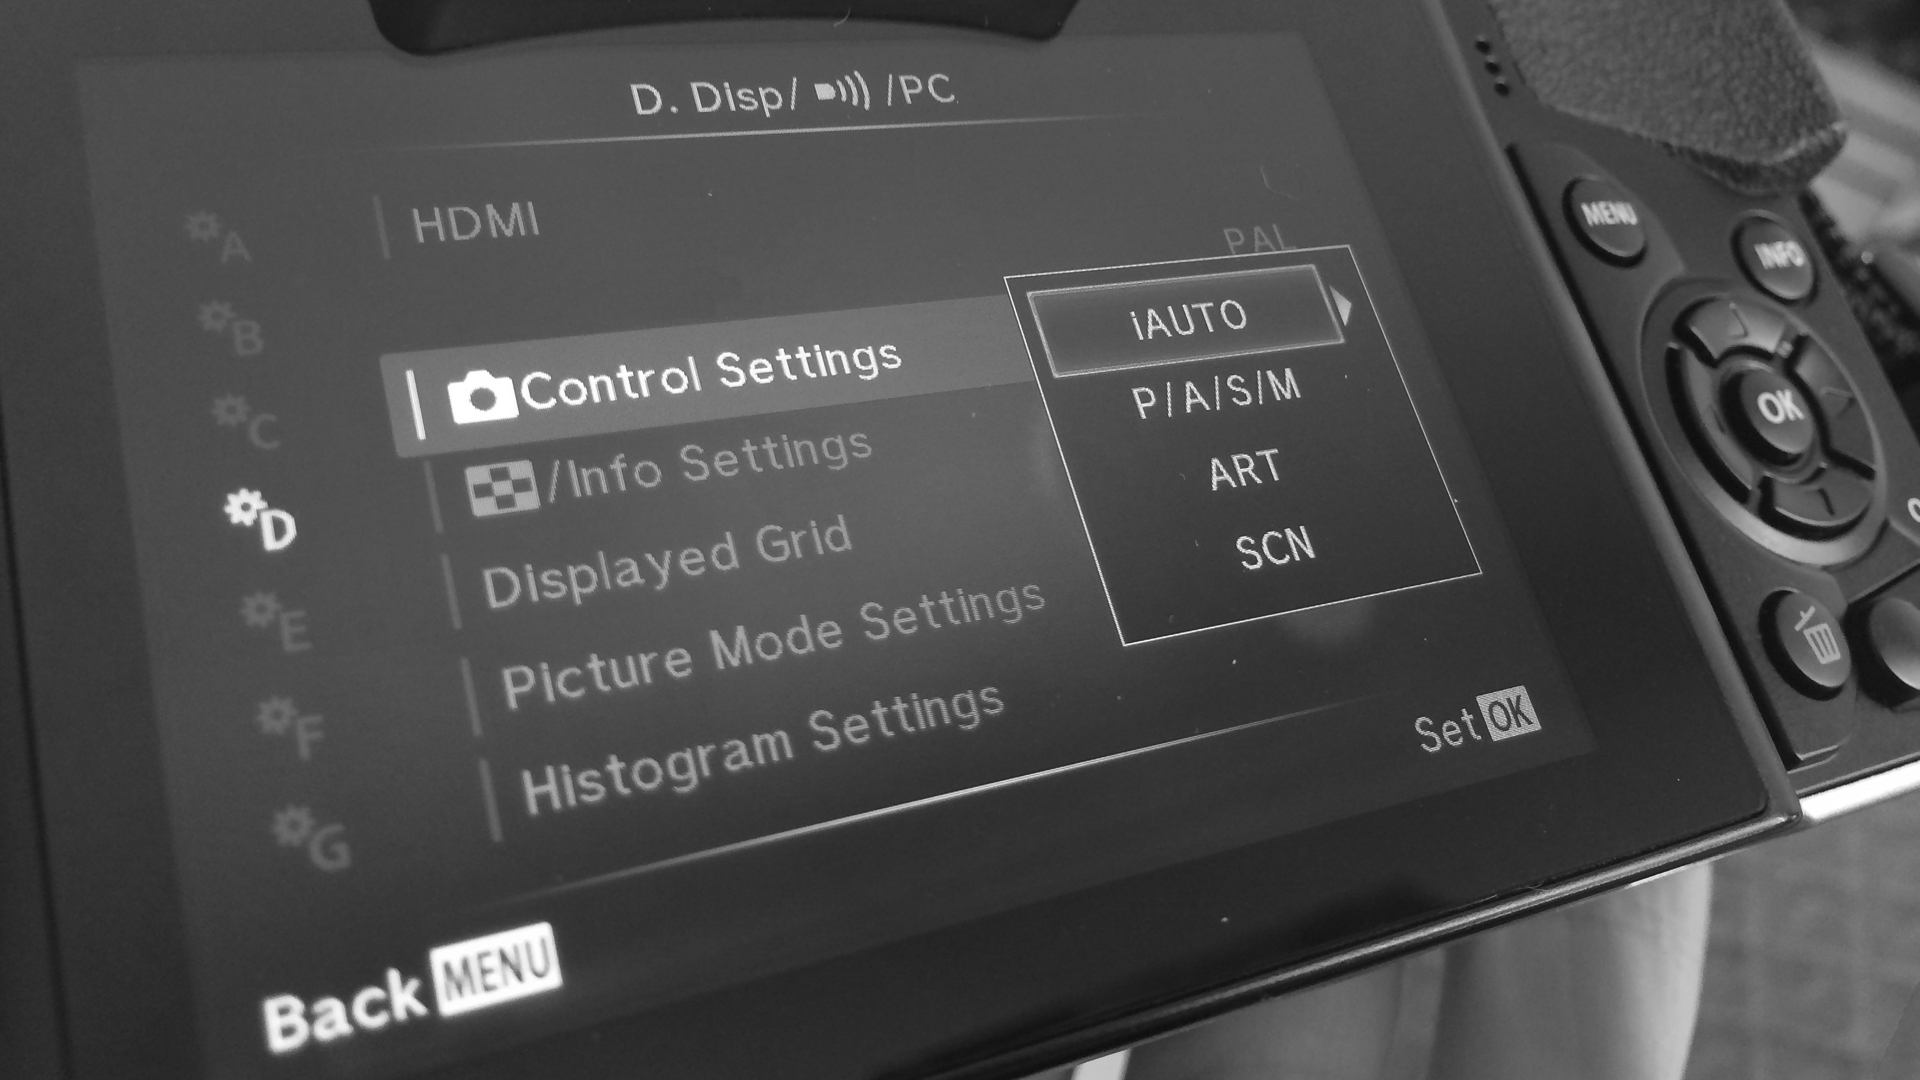 D. Disp/ /PC
HDMI
PAL
Control Settings
/Info Settings
Displayed Grid
Picture Mode Settings
Histogram Settings
iAUTO
P/A/S/M
ART
SCN
A
B
C
D
E
F
G
Back MENU
Set OK
MENU
INFO
OK